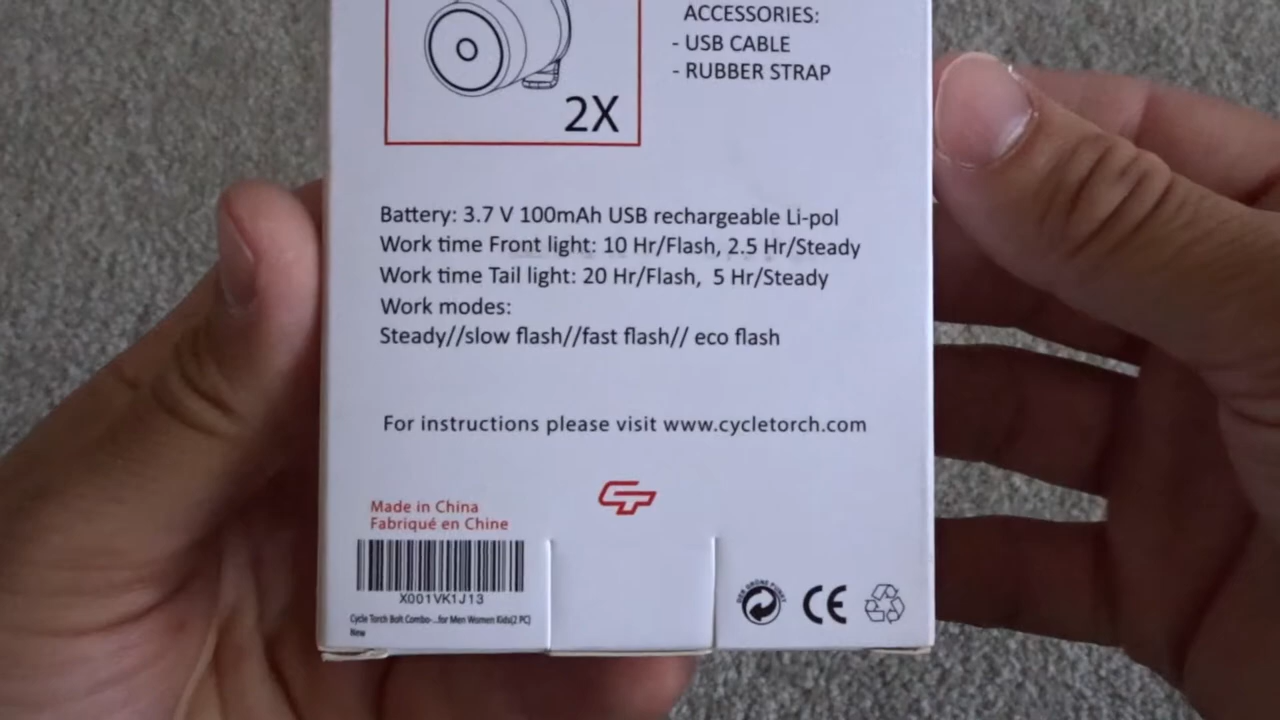 ACCESSORIES:
- USB CABLE
- RUBBER STRAP
2X
Battery: 3.7 V 100mAh USB rechargeable Li-pol
Work time Front light: 10 Hr/Flash, 2.5 Hr/Steady
Work time Tail light: 20 Hr/Flash, 5 Hr/Steady
Work modes:
Steady//slow flash//fast flash// eco flash
For instructions please visit www.cycletorch.com
Made in China
Fabriqué en Chine
X001VK1J13
Cycle Torch Bolt Combo-...for Men Women Kids(2 PC)
New
DER GRÜNE PUNKT
CE